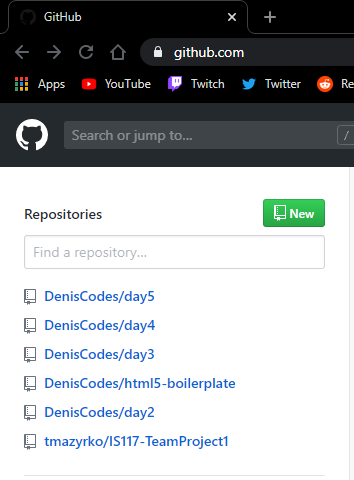 GitHub
github.com
Apps YouTube Twitch Twitter Re
Search or jump to... /
Repositories New
Find a repository...
DenisCodes/day5
DenisCodes/day4
DenisCodes/day3
DenisCodes/html5-boilerplate
DenisCodes/day2
tmazyrko/IS117-TeamProject1